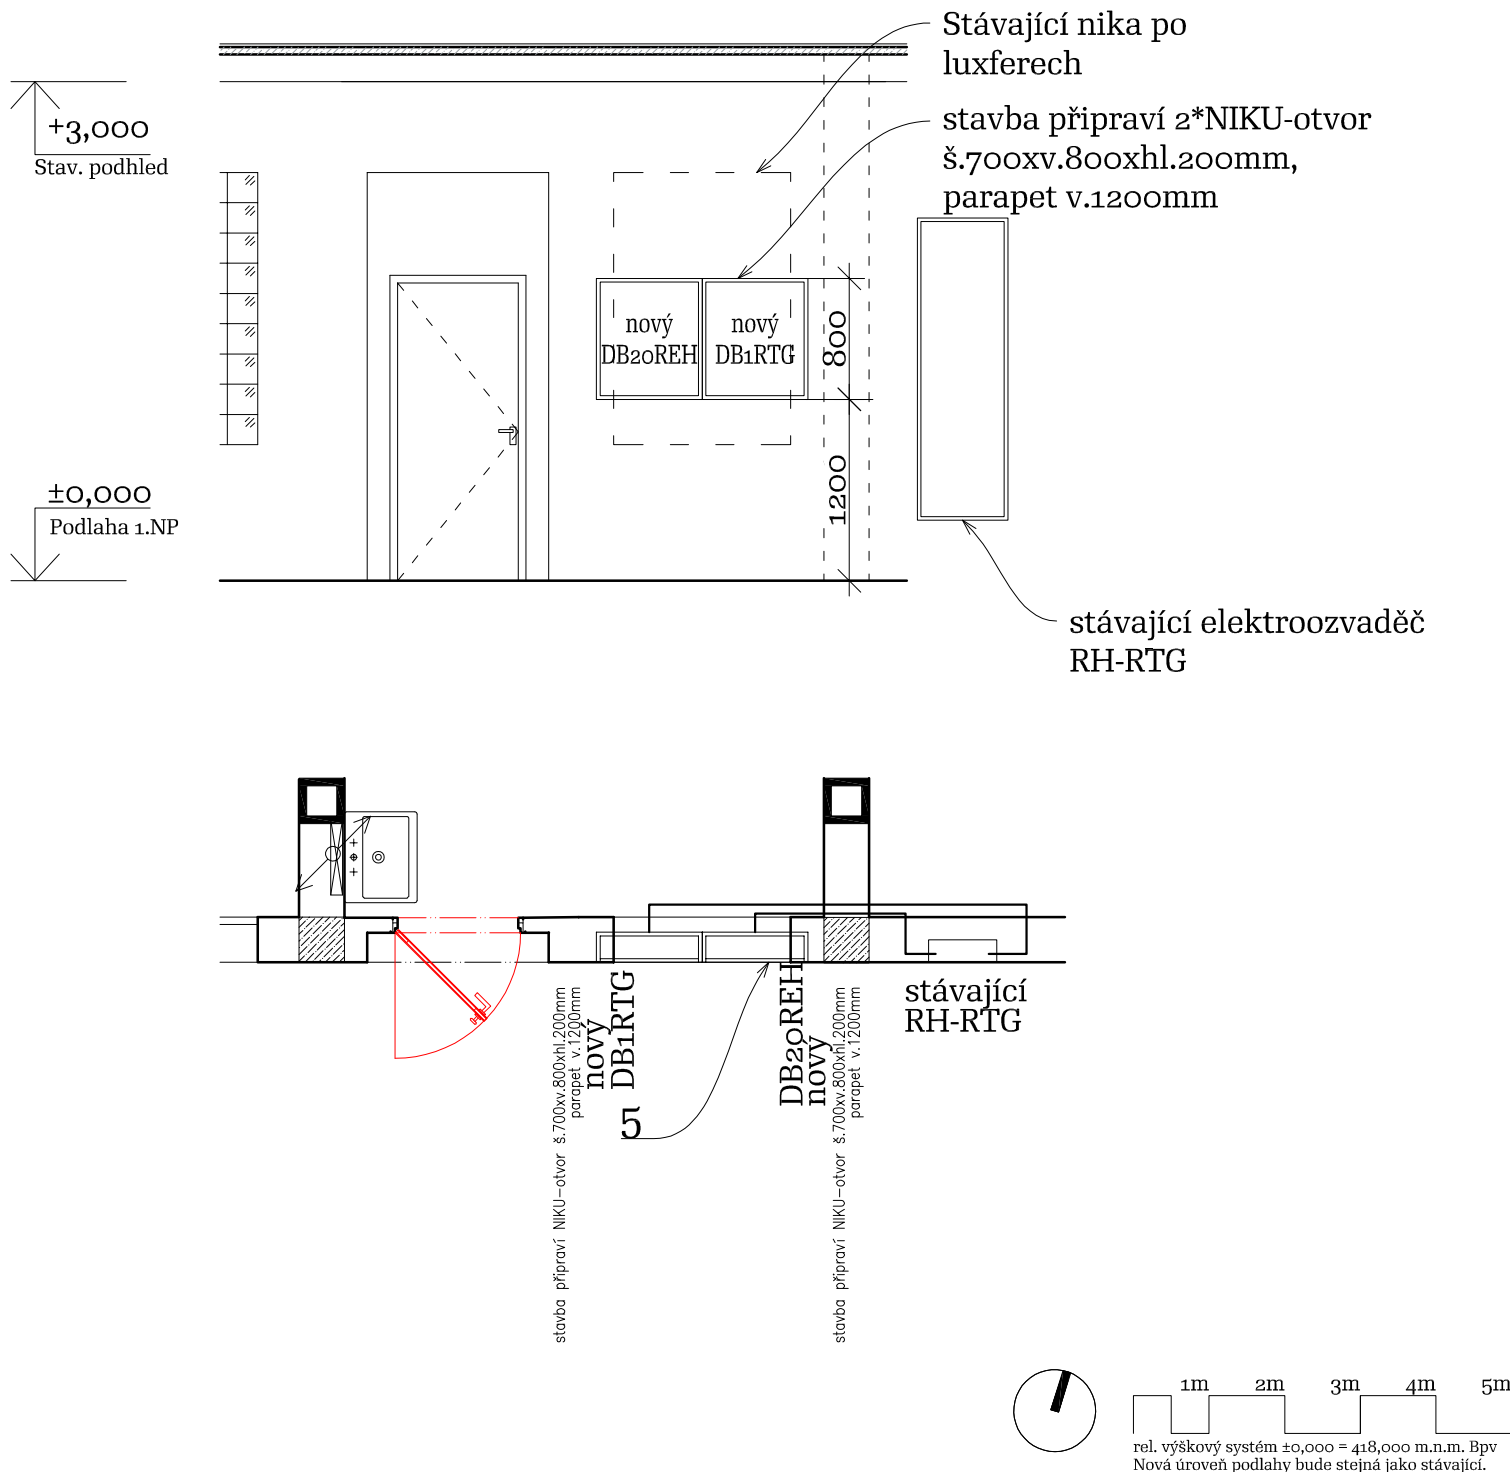 Stávající nika po
luxferech
stavba připraví 2*NIKU-otvor
š.700xv.800xhl.200mm,
parapet v.1200mm
+3,000
Stav. podhled
nový
DB20REH
nový
DB1RTG
800
1200
±0,000
Podlaha 1.NP
stávající elektroozvaděč
RH-RTG
stavba připraví NIKU-otvor š.700xv.800xhl.200mm
parapet v.1200mm
nový
DB1RTG
5
DB20REH
nový
stavba připraví NIKU-otvor š.700xv.800xhl.200mm
parapet v.1200mm
stávající
RH-RTG
1m 2m 3m 4m 5m
rel. výškový systém ±0,000 = 418,000 m.n.m. Bpv
Nová úroveň podlahy bude stejná jako stávající.